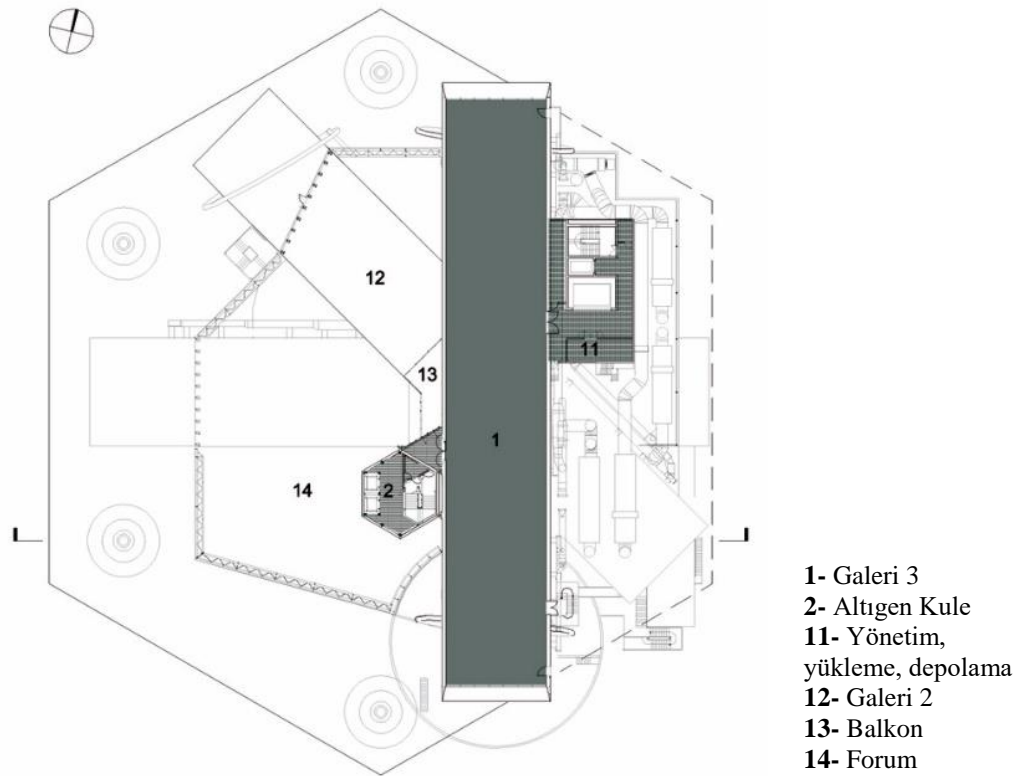 12
13
11
1
14
2
1- Galeri 3
2- Altıgen Kule
11- Yönetim,
yükleme, depolama
12- Galeri 2
13- Balkon
14- Forum